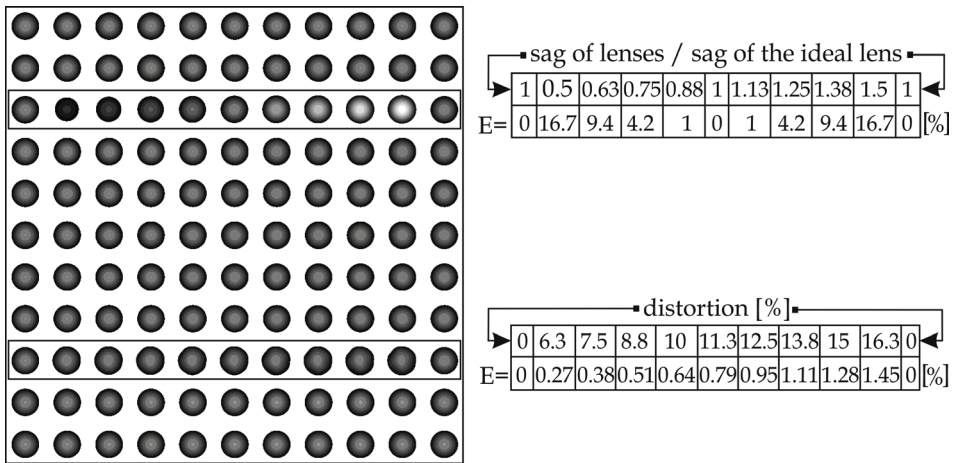 sag of lenses / sag of the ideal lens
1 0.5 0.63 0.75 0.88 1 1.13 1.25 1.38 1.5 1
E= 0 16.7 9.4 4.2 1 0 1 4.2 9.4 16.7 0 [%]
distortion [%]
0 6.3 7.5 8.8 10 11.3 12.5 13.8 15 16.3 0
E= 0 0.27 0.38 0.51 0.64 0.79 0.95 1.11 1.28 1.45 0 [%]